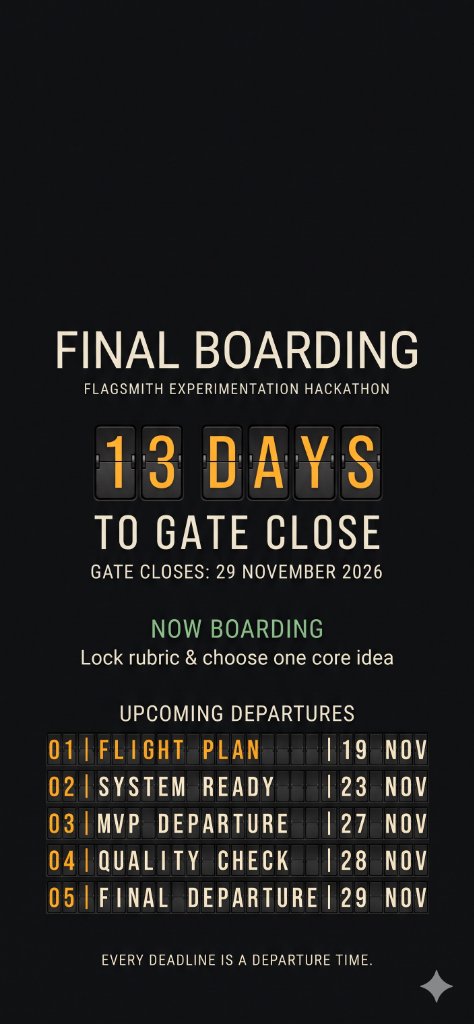 FINAL BOARDING
FLAGSMITH EXPERIMENTATION HACKATHON
13 DAYS
TO GATE CLOSE
GATE CLOSES: 29 NOVEMBER 2026
NOW BOARDING
Lock rubric & choose one core idea
UPCOMING DEPARTURES
01|FLIGHT PLAN |19 NOV
02|SYSTEM READY |23 NOV
03|MVP DEPARTURE |27 NOV
04|QUALITY CHECK |28 NOV
05|FINAL DEPARTURE|29 NOV
EVERY DEADLINE IS A DEPARTURE TIME.